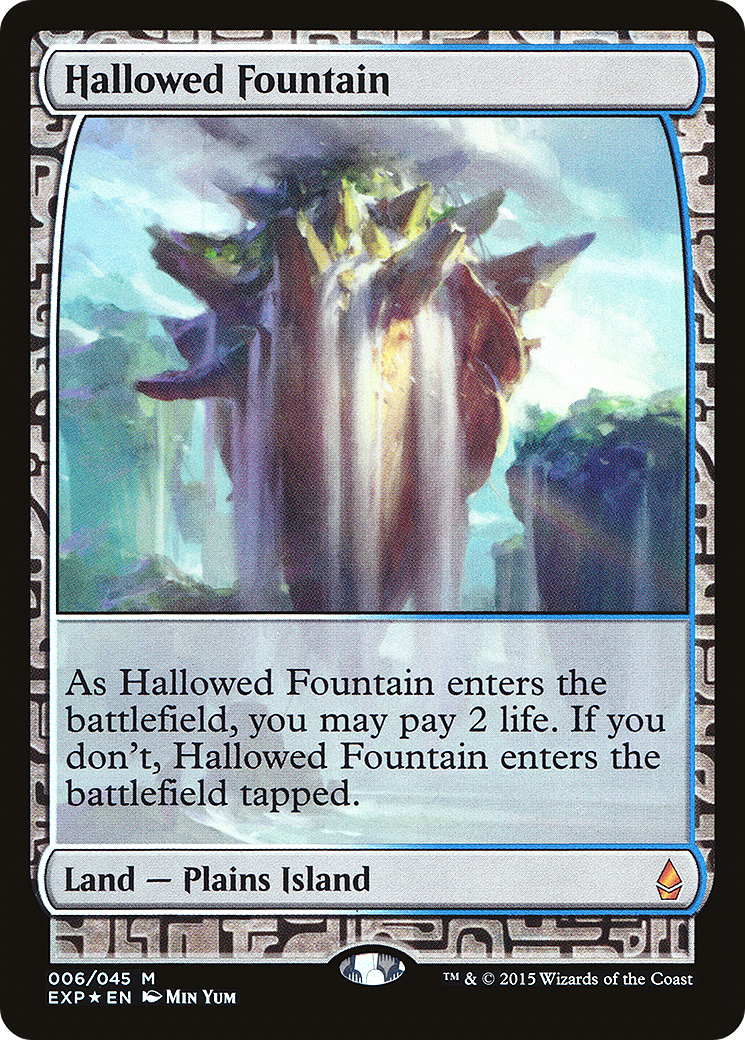 Hallowed Fountain
As Hallowed Fountain enters the
battlefield, you may pay 2 life. If you
don't, Hallowed Fountain enters the
battlefield tapped.
Land — Plains Island
006/045 M
EXP★EN Min Yum
™ & © 2015 Wizards of the Coast